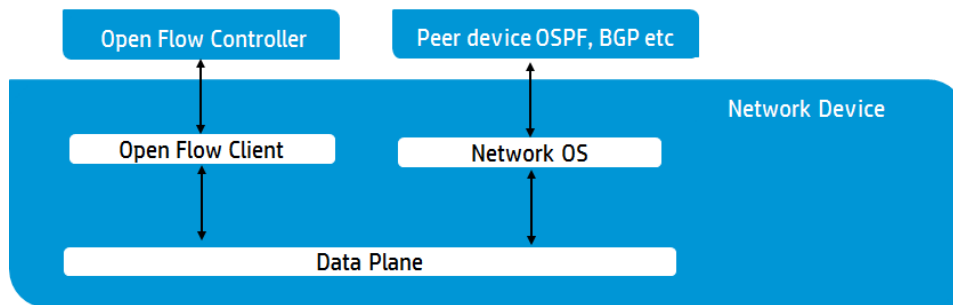 Open Flow Controller
Peer device OSPF, BGP etc
Network Device
Open Flow Client
Network OS
Data Plane